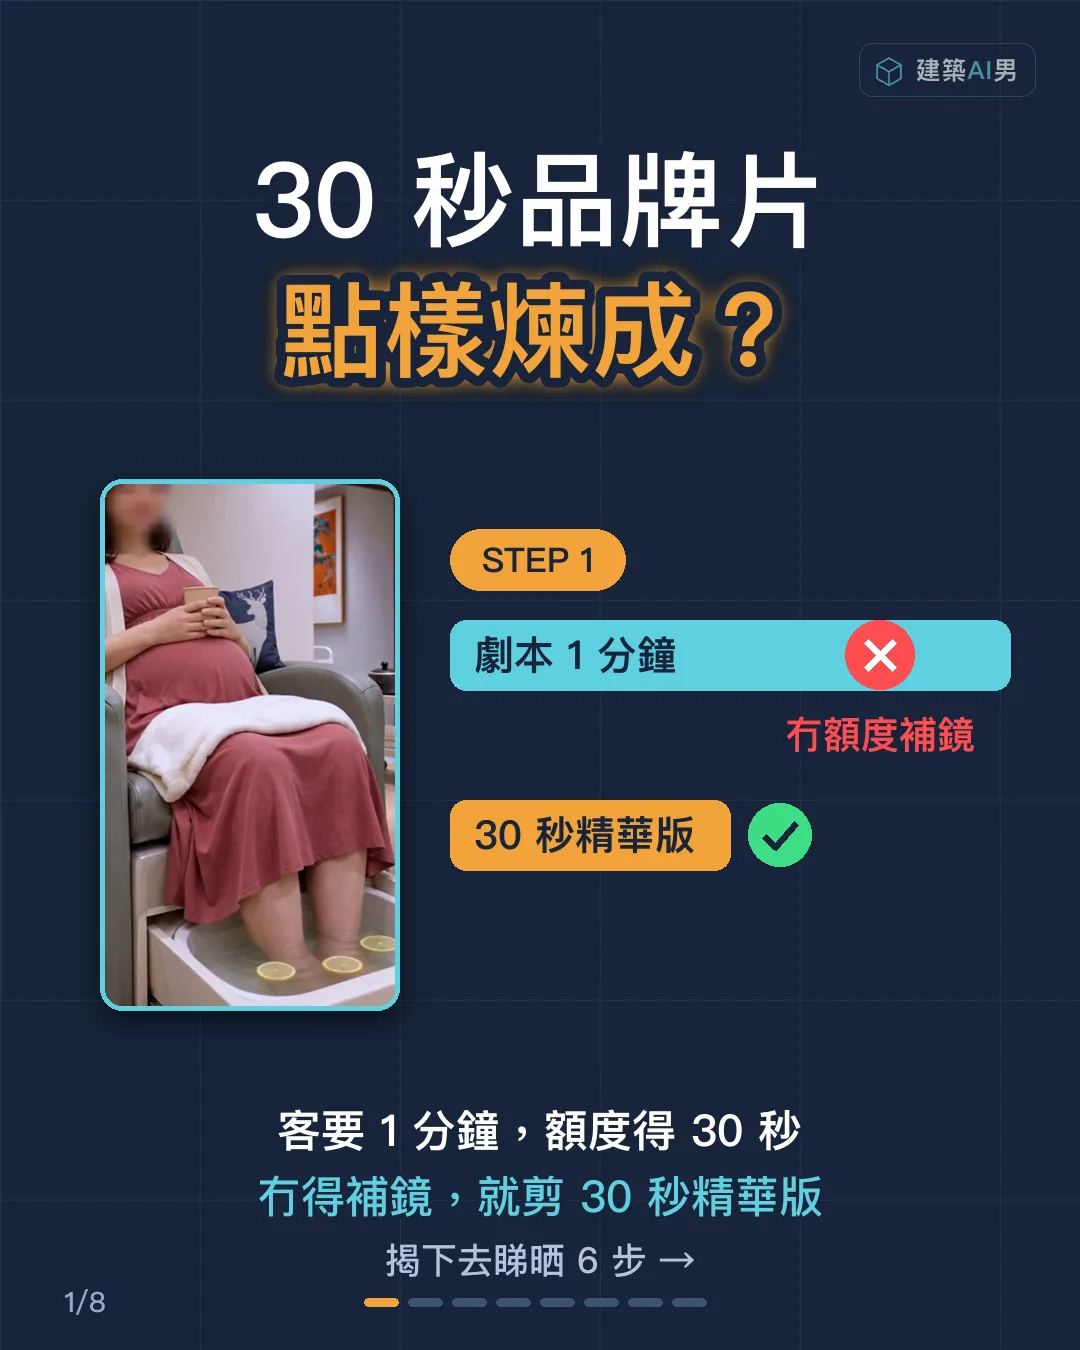 建築AI男
30 秒品牌片
點樣煉成？
STEP 1
劇本 1 分鐘
冇額度補鏡
30 秒精華版
客要 1 分鐘，額度得 30 秒
冇得補鏡，就剪 30 秒精華版
揭下去睇晒 6 步 →
1/8